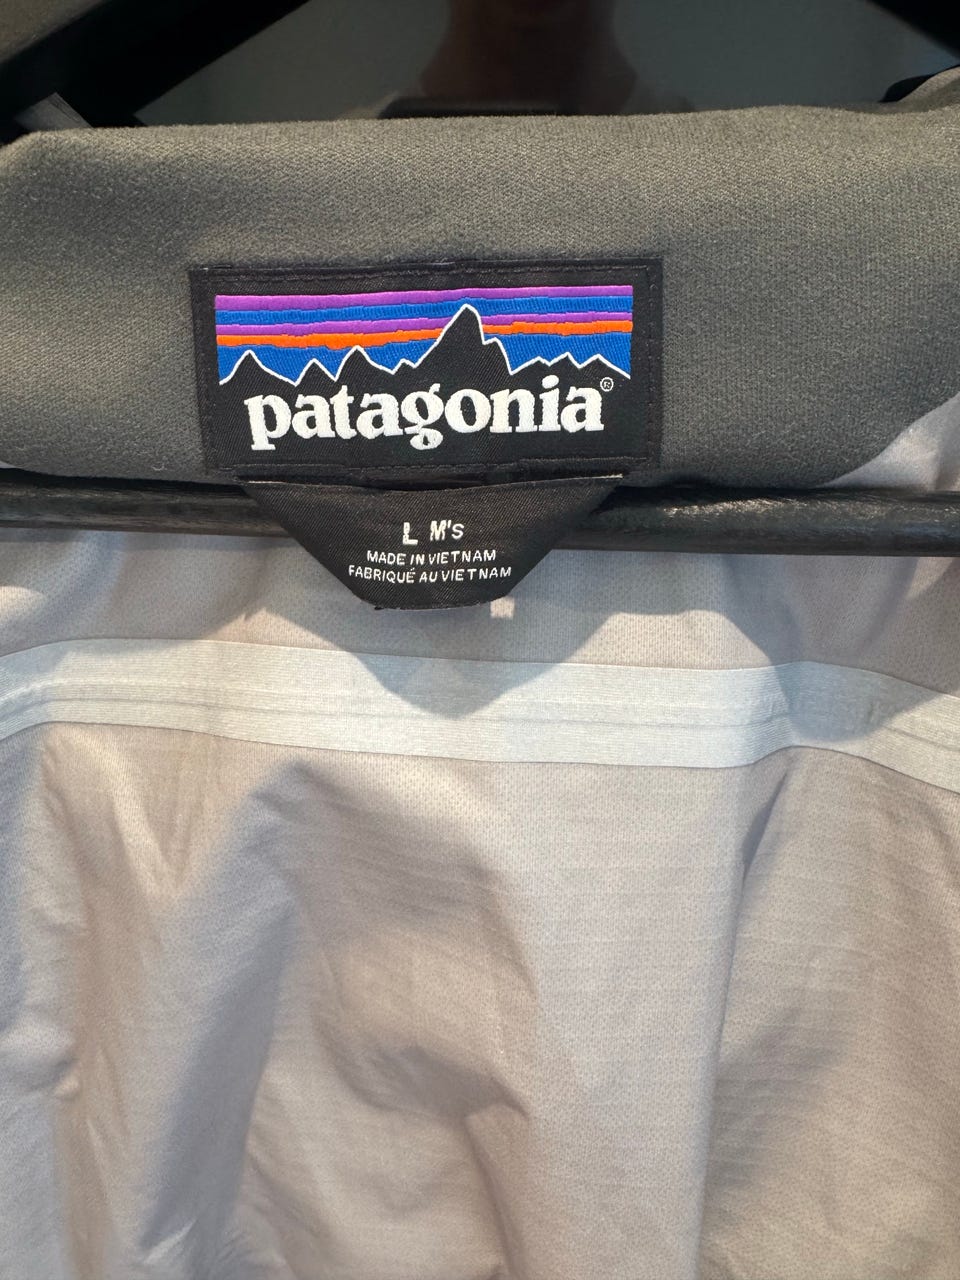 patagonia®
L M'S
MADE IN VIETNAM
FABRIQUÉ AU VIETNAM